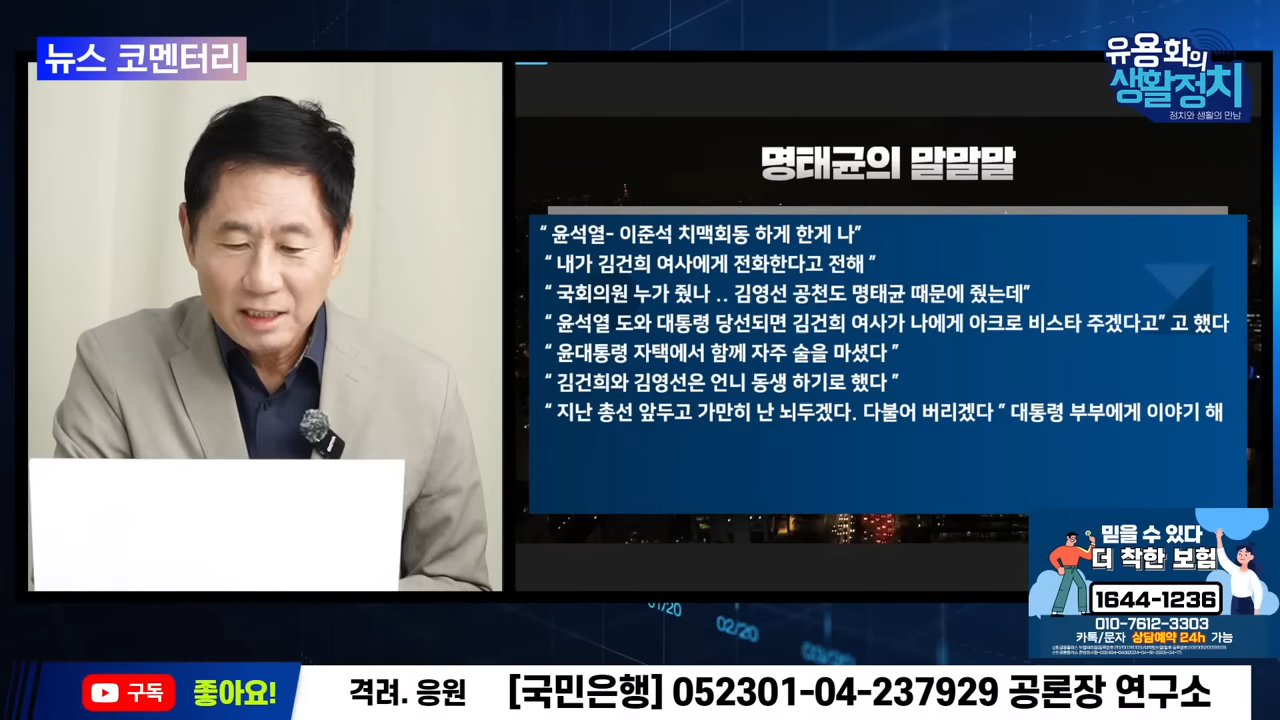 뉴스 코멘터리
유용화의
생활정치
정치와 생활의 만남
명태균의 말말말
“ 윤석열- 이준석 치맥회동 하게 한게 나”
“ 내가 김건희 여사에게 전화한다고 전해 ”
“ 국회의원 누가 줬나 .. 김영선 공천도 명태균 때문에 줬는데”
“ 윤석열 도와 대통령 당선되면 김건희 여사가 나에게 아크로 비스타 주겠다고” 고 했다
“ 윤대통령 자택에서 함께 자주 술을 마셨다 ”
“ 김건희와 김영선은 언니 동생 하기로 했다 ”
“ 지난 총선 앞두고 가만히 난 뇌두겠다. 다불어 버리겠다 ” 대통령 부부에게 이야기 해
믿을 수 있다
더 착한 보험
1644-1236
010-7612-3303
카톡/문자 상담예약 24h 가능
01/20
02/20
구독
좋아요!
격려. 응원
[국민은행] 052301-04-237929 공론장 연구소